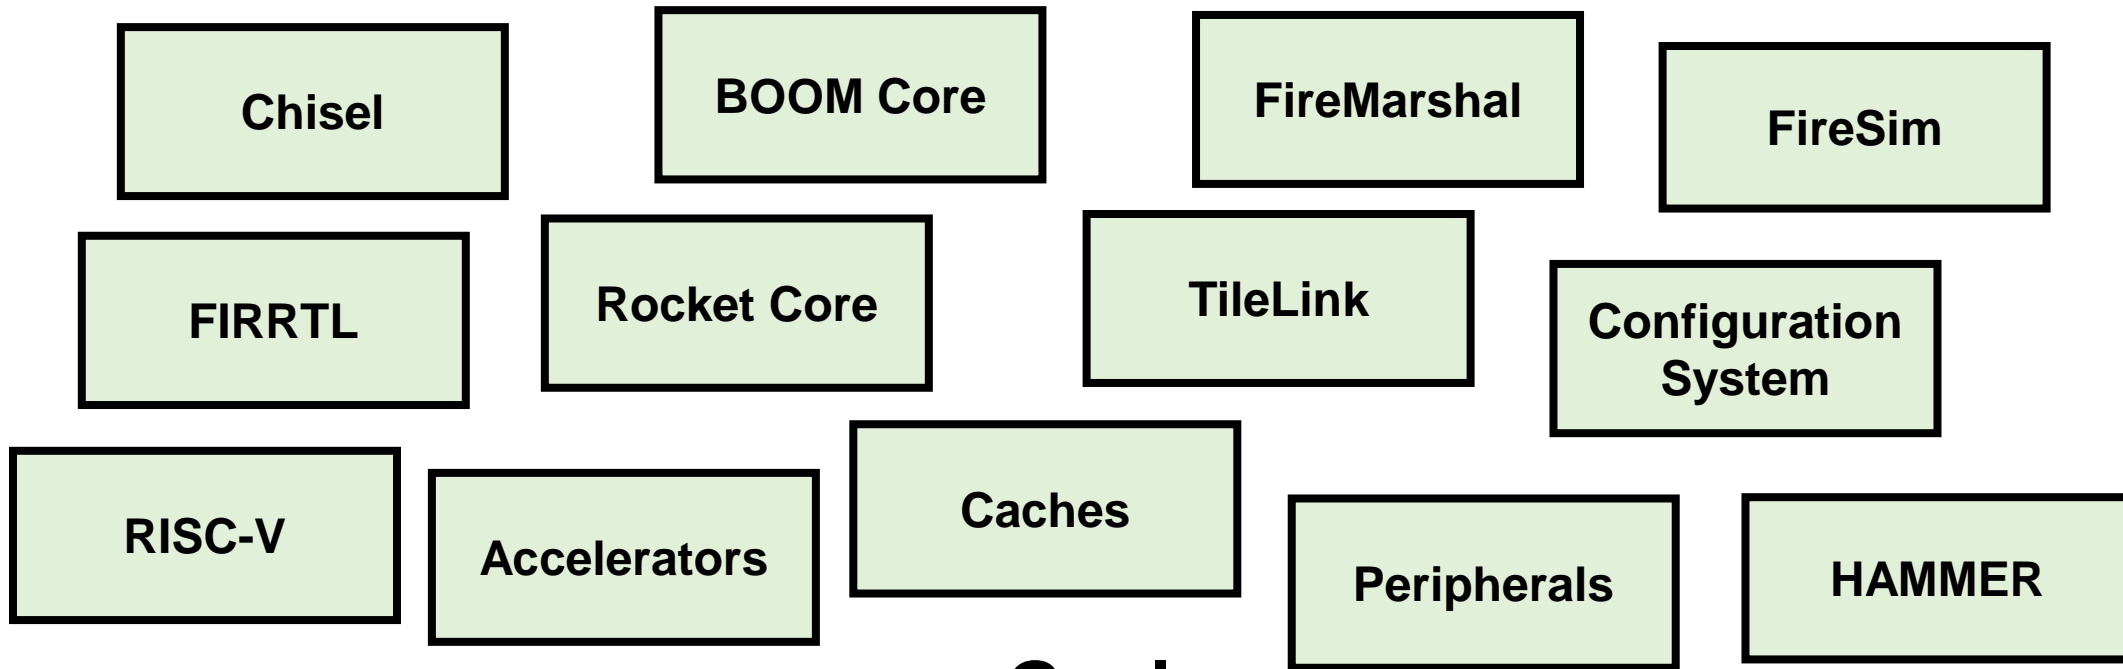 Chisel
BOOM Core
FireMarshal
FireSim
FIRRTL
Rocket Core
TileLink
Configuration
System
RISC-V
Accelerators
Caches
Peripherals
HAMMER